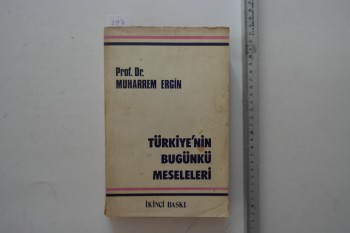 Prof. Dr.
MUHARREM ERGİN
TÜRKİYE'NİN
BUGÜNKÜ
MESELELERİ
İKİNCİ BASKI